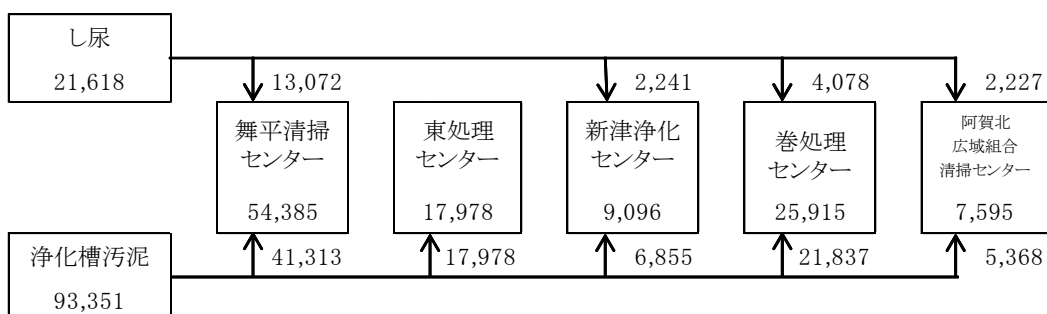 し尿
21,618
13,072
2,241
4,078
2,227
舞平清掃
センター
54,385
東処理
センター
17,978
新津浄化
センター
9,096
巻処理
センター
25,915
阿賀北
広域組合
清掃センター
7,595
浄化槽汚泥
93,351
41,313
17,978
6,855
21,837
5,368